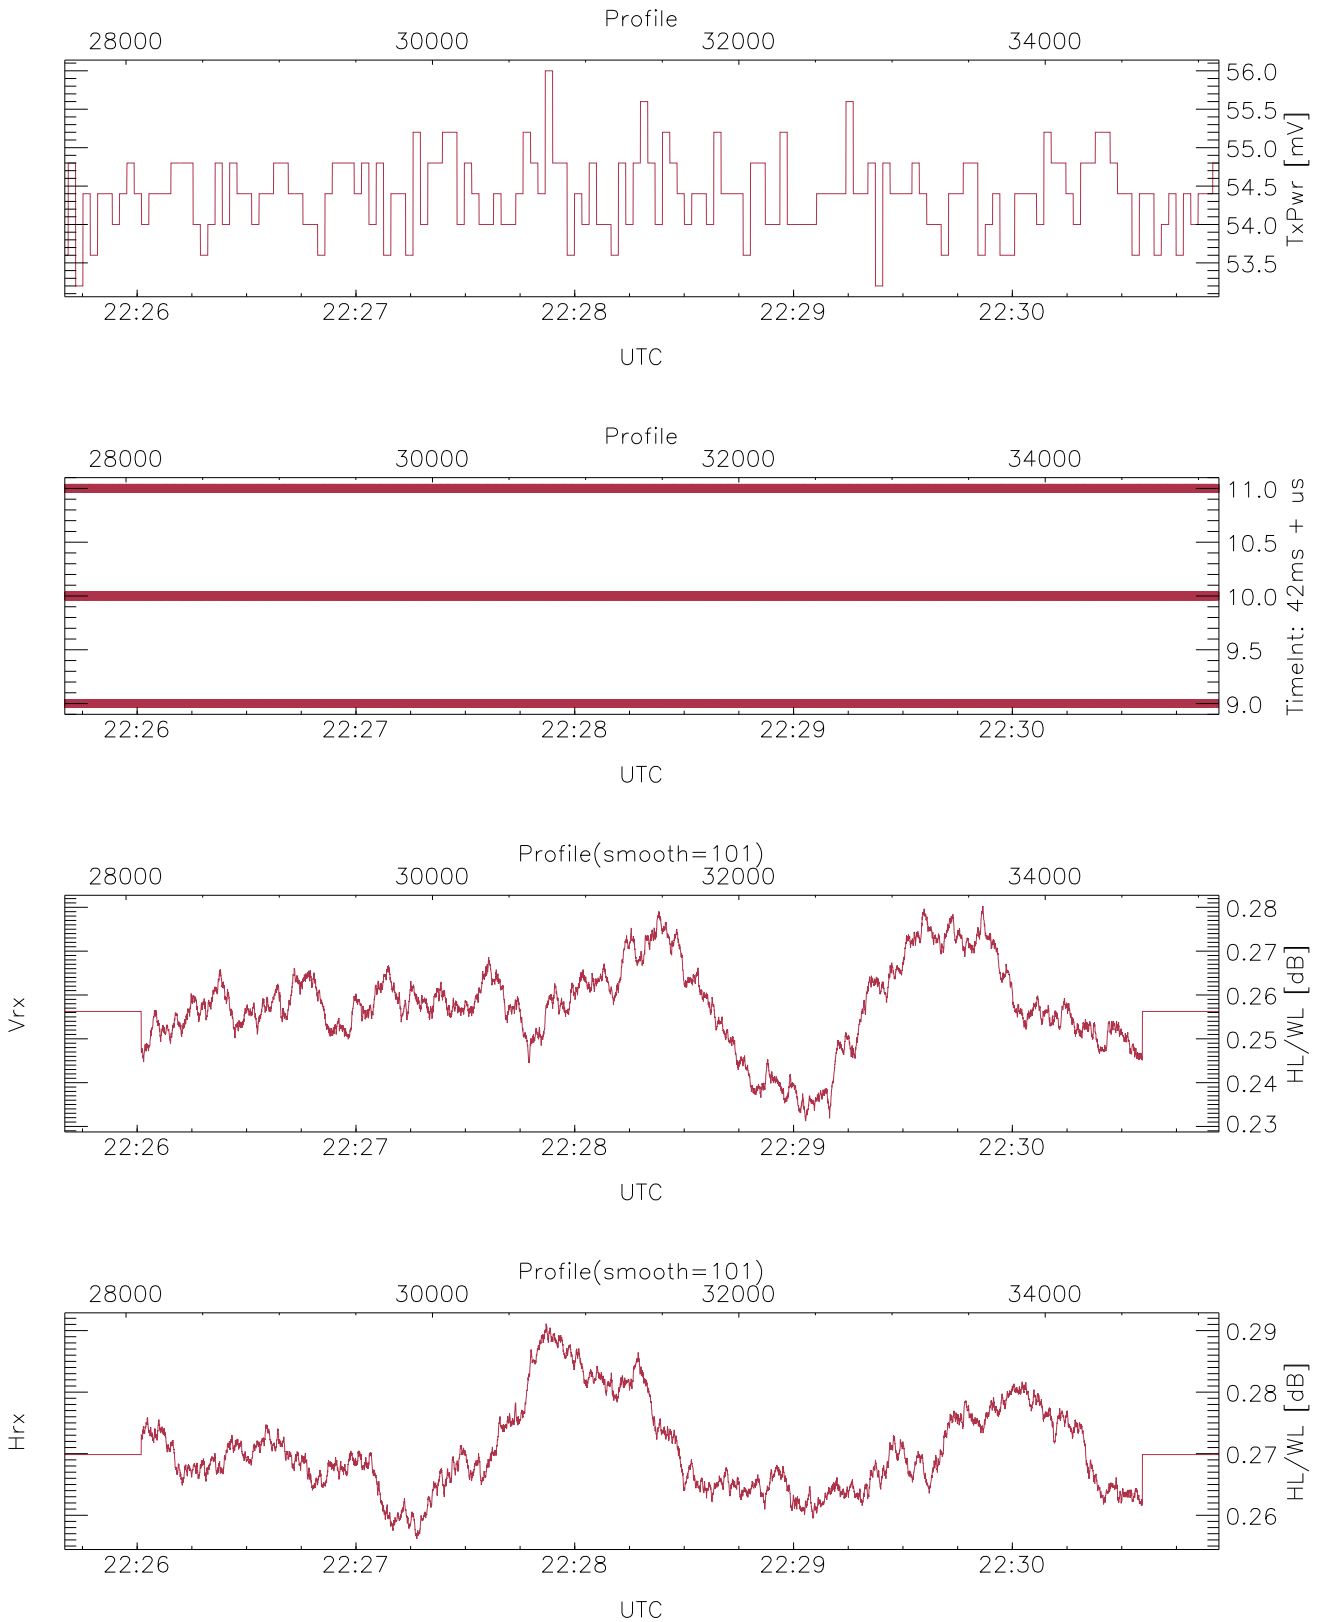 Profile
28000 30000 32000 34000
56.0
55.5
55.0
54.5
54.0
53.5
TxPwr [mV]
22:26 22:27 22:28 22:29 22:30
UTC
Profile
28000 30000 32000 34000
11.0
10.5
10.0
9.5
9.0
TimeInt: 42ms + us
22:26 22:27 22:28 22:29 22:30
UTC
Profile(smooth=101)
28000 30000 32000 34000
Vrx
0.28
0.27
0.26
0.25
0.24
0.23
HL/WL [dB]
22:26 22:27 22:28 22:29 22:30
UTC
Profile(smooth=101)
28000 30000 32000 34000
Hrx
0.29
0.28
0.27
0.26
HL/WL [dB]
22:26 22:27 22:28 22:29 22:30
UTC